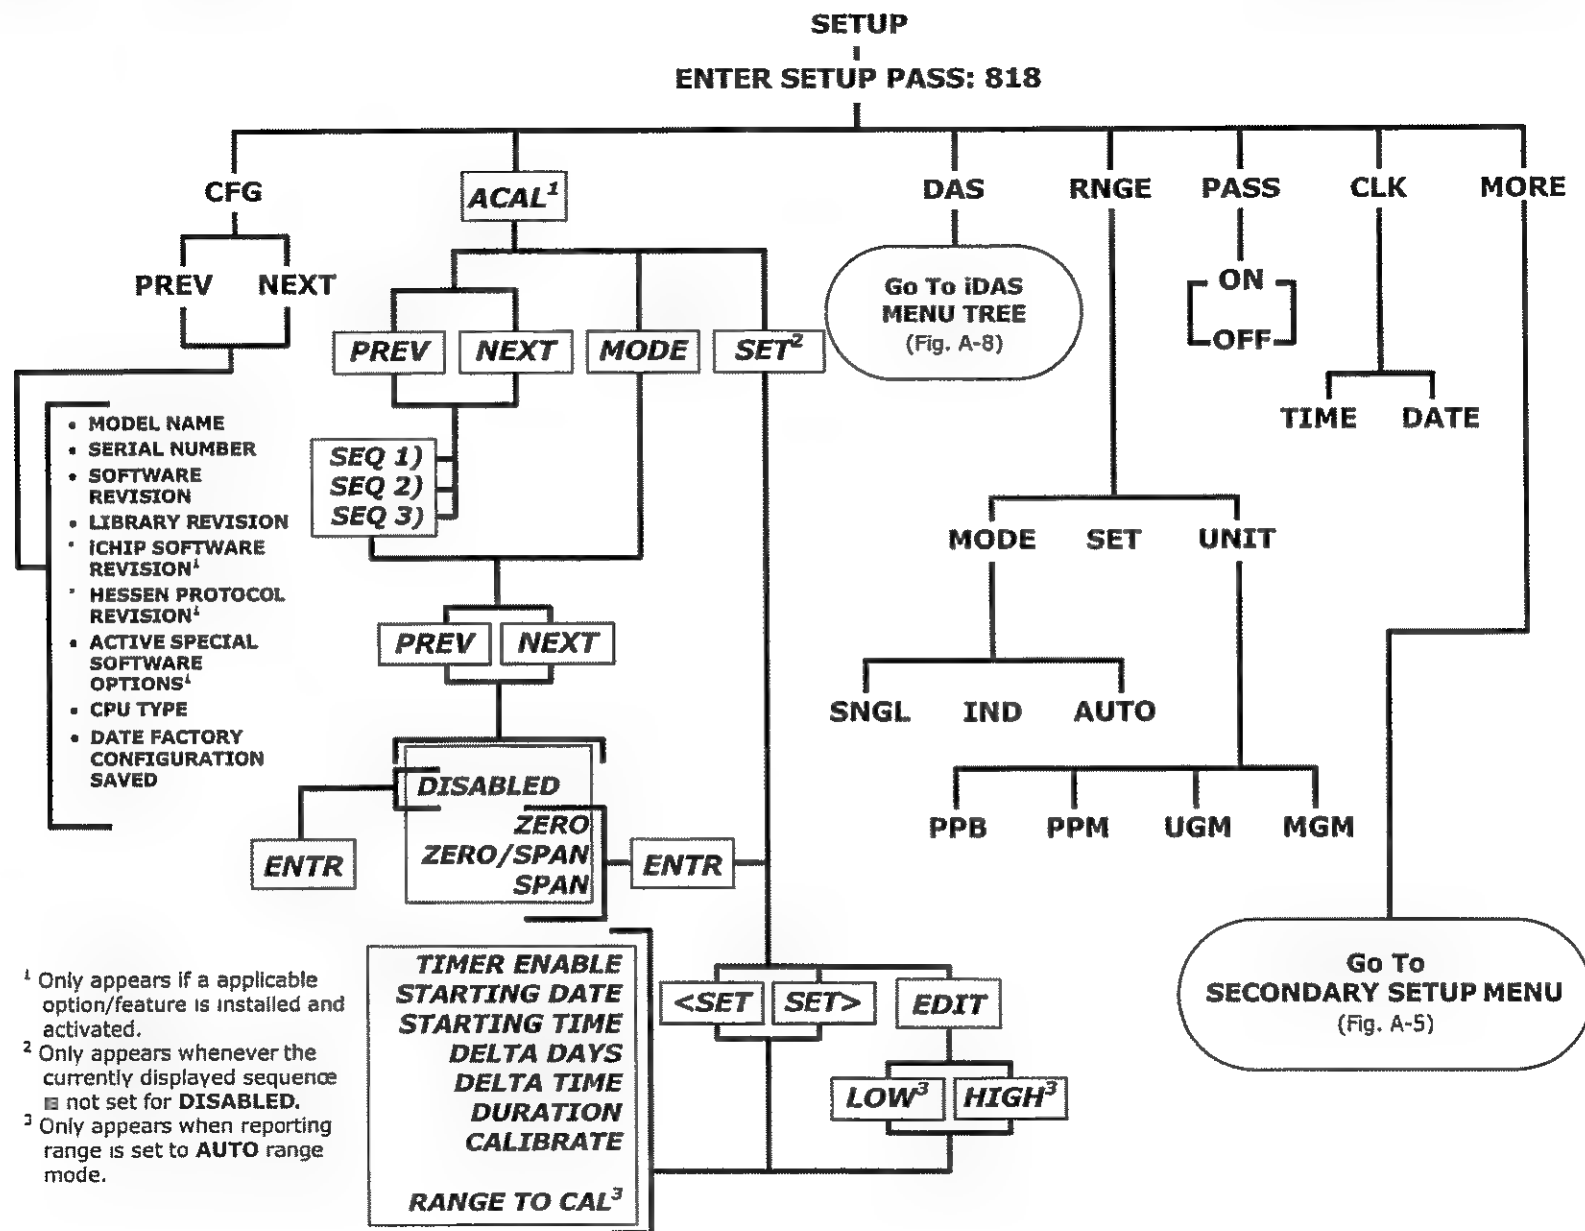 SETUP
ENTER SETUP PASS: 818
CFG
ACAL¹
DAS
RNGE
PASS
CLK
MORE
PREV NEXT
PREV
NEXT
MODE
SET²
Go To iDAS
MENU TREE
(Fig. A-8)
ON
OFF
TIME DATE
• MODEL NAME
• SERIAL NUMBER
• SOFTWARE
REVISION
• LIBRARY REVISION
• iCHIP SOFTWARE
REVISION¹
• HESSEN PROTOCOL
REVISION¹
• ACTIVE SPECIAL
SOFTWARE
OPTIONS¹
• CPU TYPE
• DATE FACTORY
CONFIGURATION
SAVED
SEQ 1)
SEQ 2)
SEQ 3)
MODE SET UNIT
PREV
NEXT
SNGL IND AUTO
DISABLED
ZERO
ZERO/SPAN
SPAN
ENTR
ENTR
PPB PPM UGM MGM
TIMER ENABLE
STARTING DATE
STARTING TIME
DELTA DAYS
DELTA TIME
DURATION
CALIBRATE
RANGE TO CAL³
<SET
SET>
EDIT
LOW³
HIGH³
Go To
SECONDARY SETUP MENU
(Fig. A-5)
¹ Only appears if a applicable
option/feature is installed and
activated.
² Only appears whenever the
currently displayed sequence
is not set for DISABLED.
³ Only appears when reporting
range is set to AUTO range
mode.